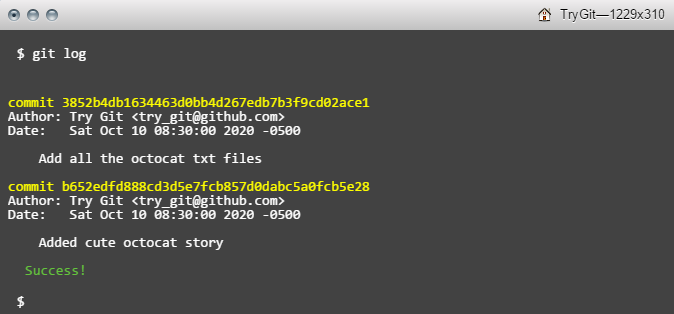 TryGit—1229x310
$ git log
commit 3852b4db1634463d0bb4d267edb7b3f9cd02ace1
Author: Try Git <try_git@github.com>
Date:   Sat Oct 10 08:30:00 2020 -0500
Add all the octocat txt files
commit b652edfd888cd3d5e7fcb857d0dabc5a0fcb5e28
Author: Try Git <try_git@github.com>
Date:   Sat Oct 10 08:30:00 2020 -0500
Added cute octocat story
Success!
$